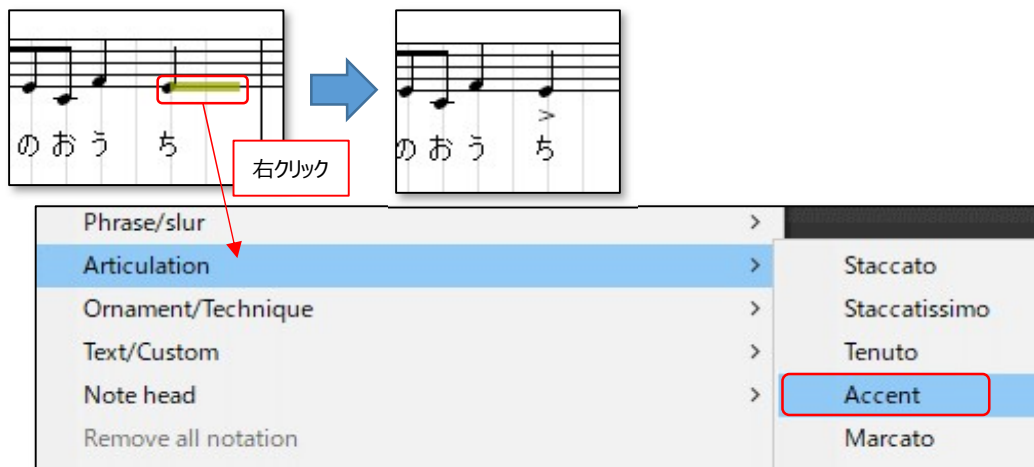 のおう ち
のおう ち
右クリック
Phrase/slur
Articulation
Ornament/Technique
Text/Custom
Note head
Remove all notation
Staccato
Staccatissimo
Tenuto
Accent
Marcato